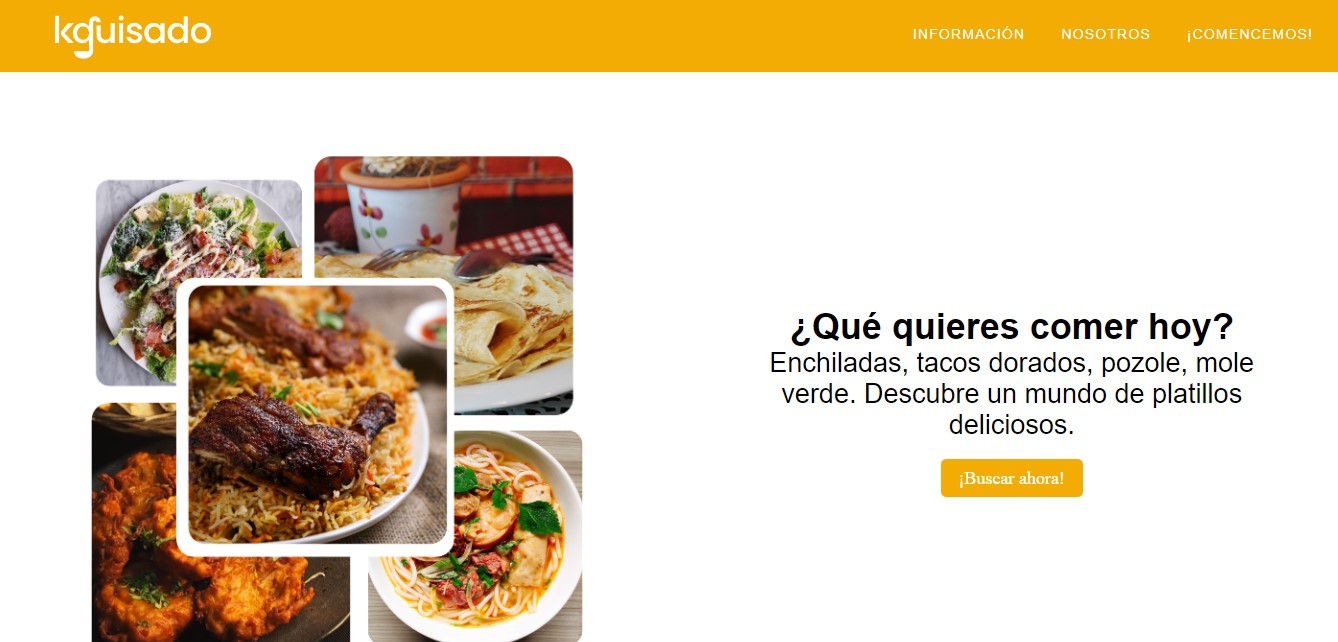 kguisado
INFORMACIÓN
NOSOTROS
¡COMENCEMOS!
¿Qué quieres comer hoy?
Enchiladas, tacos dorados, pozole, mole
verde. Descubre un mundo de platillos
deliciosos.
¡Buscar ahora!